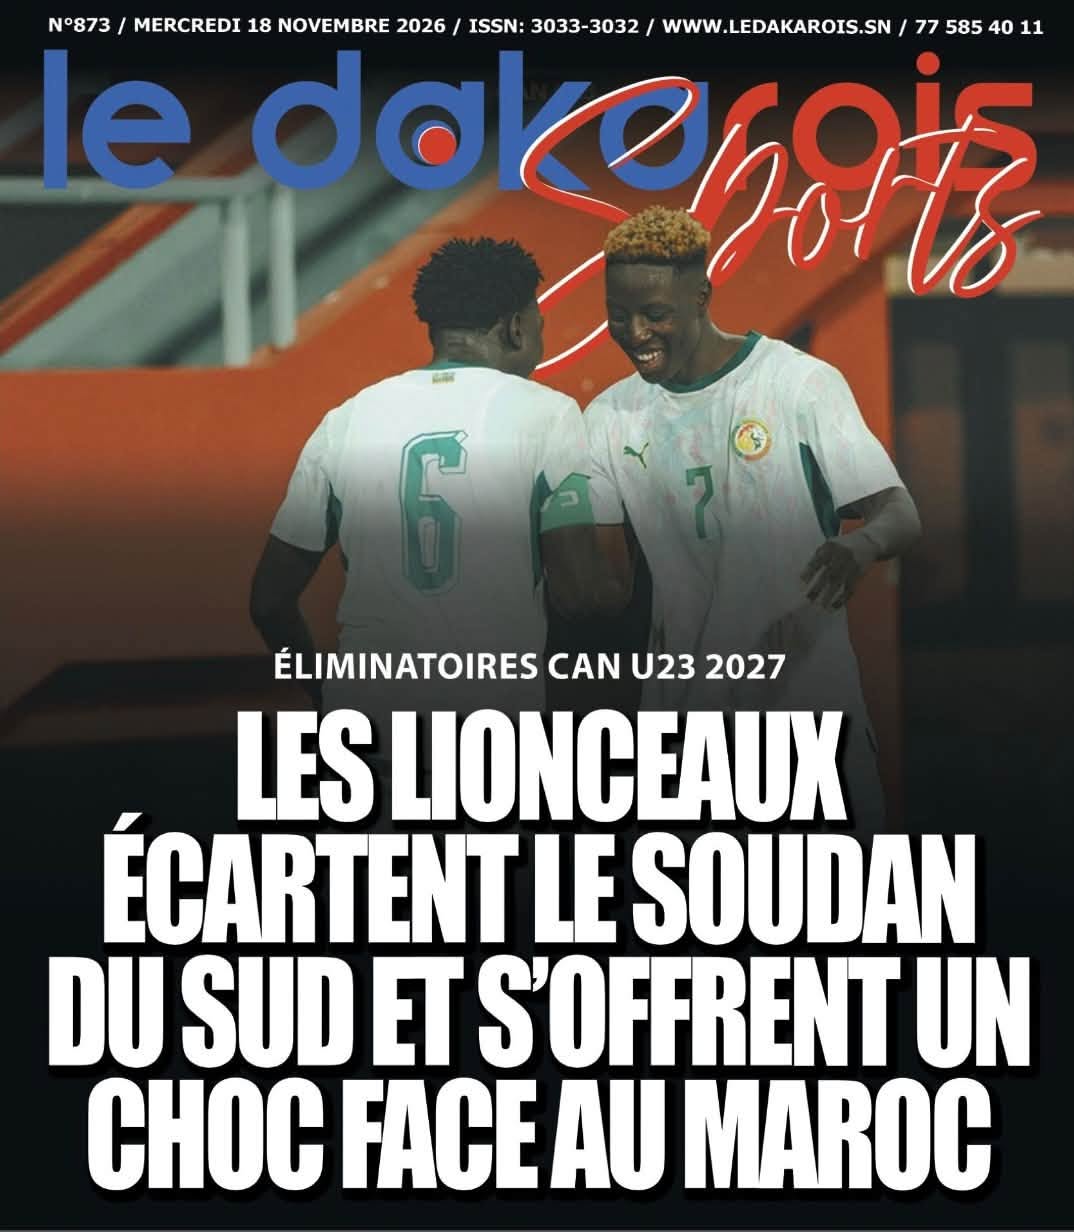 N°873 / MERCREDI 18 NOVEMBRE 2026 / ISSN: 3033-3032 / WWW.LEDAKAROIS.SN / 77 585 40 11
le dakarois
Sports
6
7
ÉLIMINATOIRES CAN U23 2027
LES LIONCEAUX
ÉCARTENT LE SOUDAN
DU SUD ET S'OFFRENT UN
CHOC FACE AU MAROC